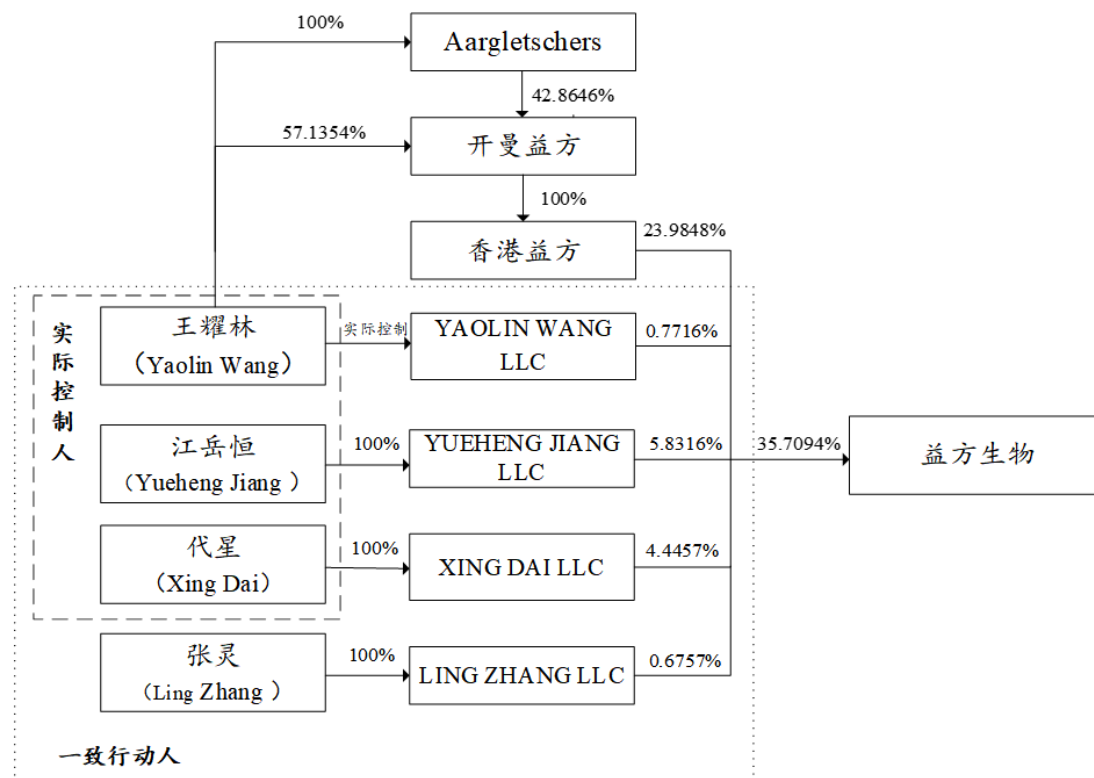 100%
Aargletschers
42.8646%
57.1354%
开曼益方
100%
香港益方
23.9848%
实际控制人
王耀林
（Yaolin Wang）
实际控制
YAOLIN WANG
LLC
0.7716%
江岳恒
（Yueheng Jiang ）
100%
YUEHENG JIANG
LLC
5.8316%
35.7094%
益方生物
代星
（Xing Dai）
100%
XING DAI LLC
4.4457%
张灵
（Ling Zhang ）
100%
LING ZHANG LLC
0.6757%
一致行动人